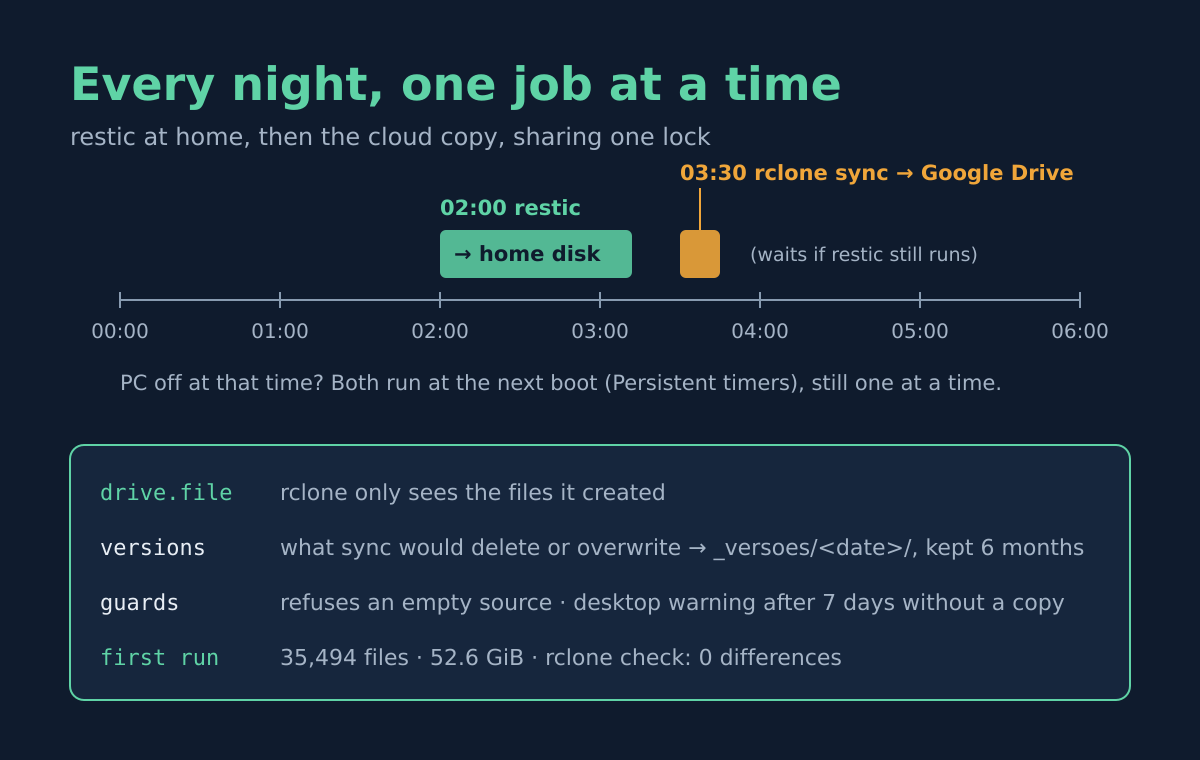 Every night, one job at a time
restic at home, then the cloud copy, sharing one lock
03:30 rclone sync → Google Drive
02:00 restic
→ home disk
(waits if restic still runs)
00:00 01:00 02:00 03:00 04:00 05:00 06:00
PC off at that time? Both run at the next boot (Persistent timers), still one at a time.
drive.file rclone only sees the files it created
versions what sync would delete or overwrite → _versoes/<date>/, kept 6 months
guards refuses an empty source · desktop warning after 7 days without a copy
first run 35,494 files · 52.6 GiB · rclone check: 0 differences